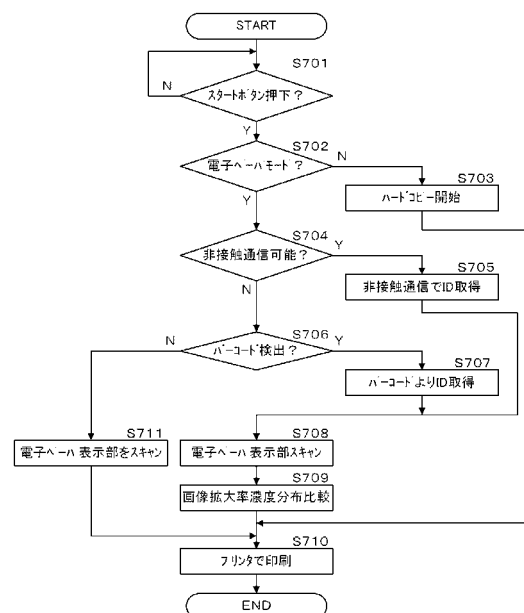 START
S701
スタートボタン押下？
N
Y
S702
電子ペーパモード？
N
Y
S703
ハードコピー開始
S704
非接触通信可能？
Y
N
S705
非接触通信でID取得
S706
バーコード検出？
N
Y
S707
バーコードよりID取得
S711
電子ペーパ表示部をスキャン
S708
電子ペーパ表示部スキャン
S709
画像拡大率濃度分布比較
S710
プリンタで印刷
END